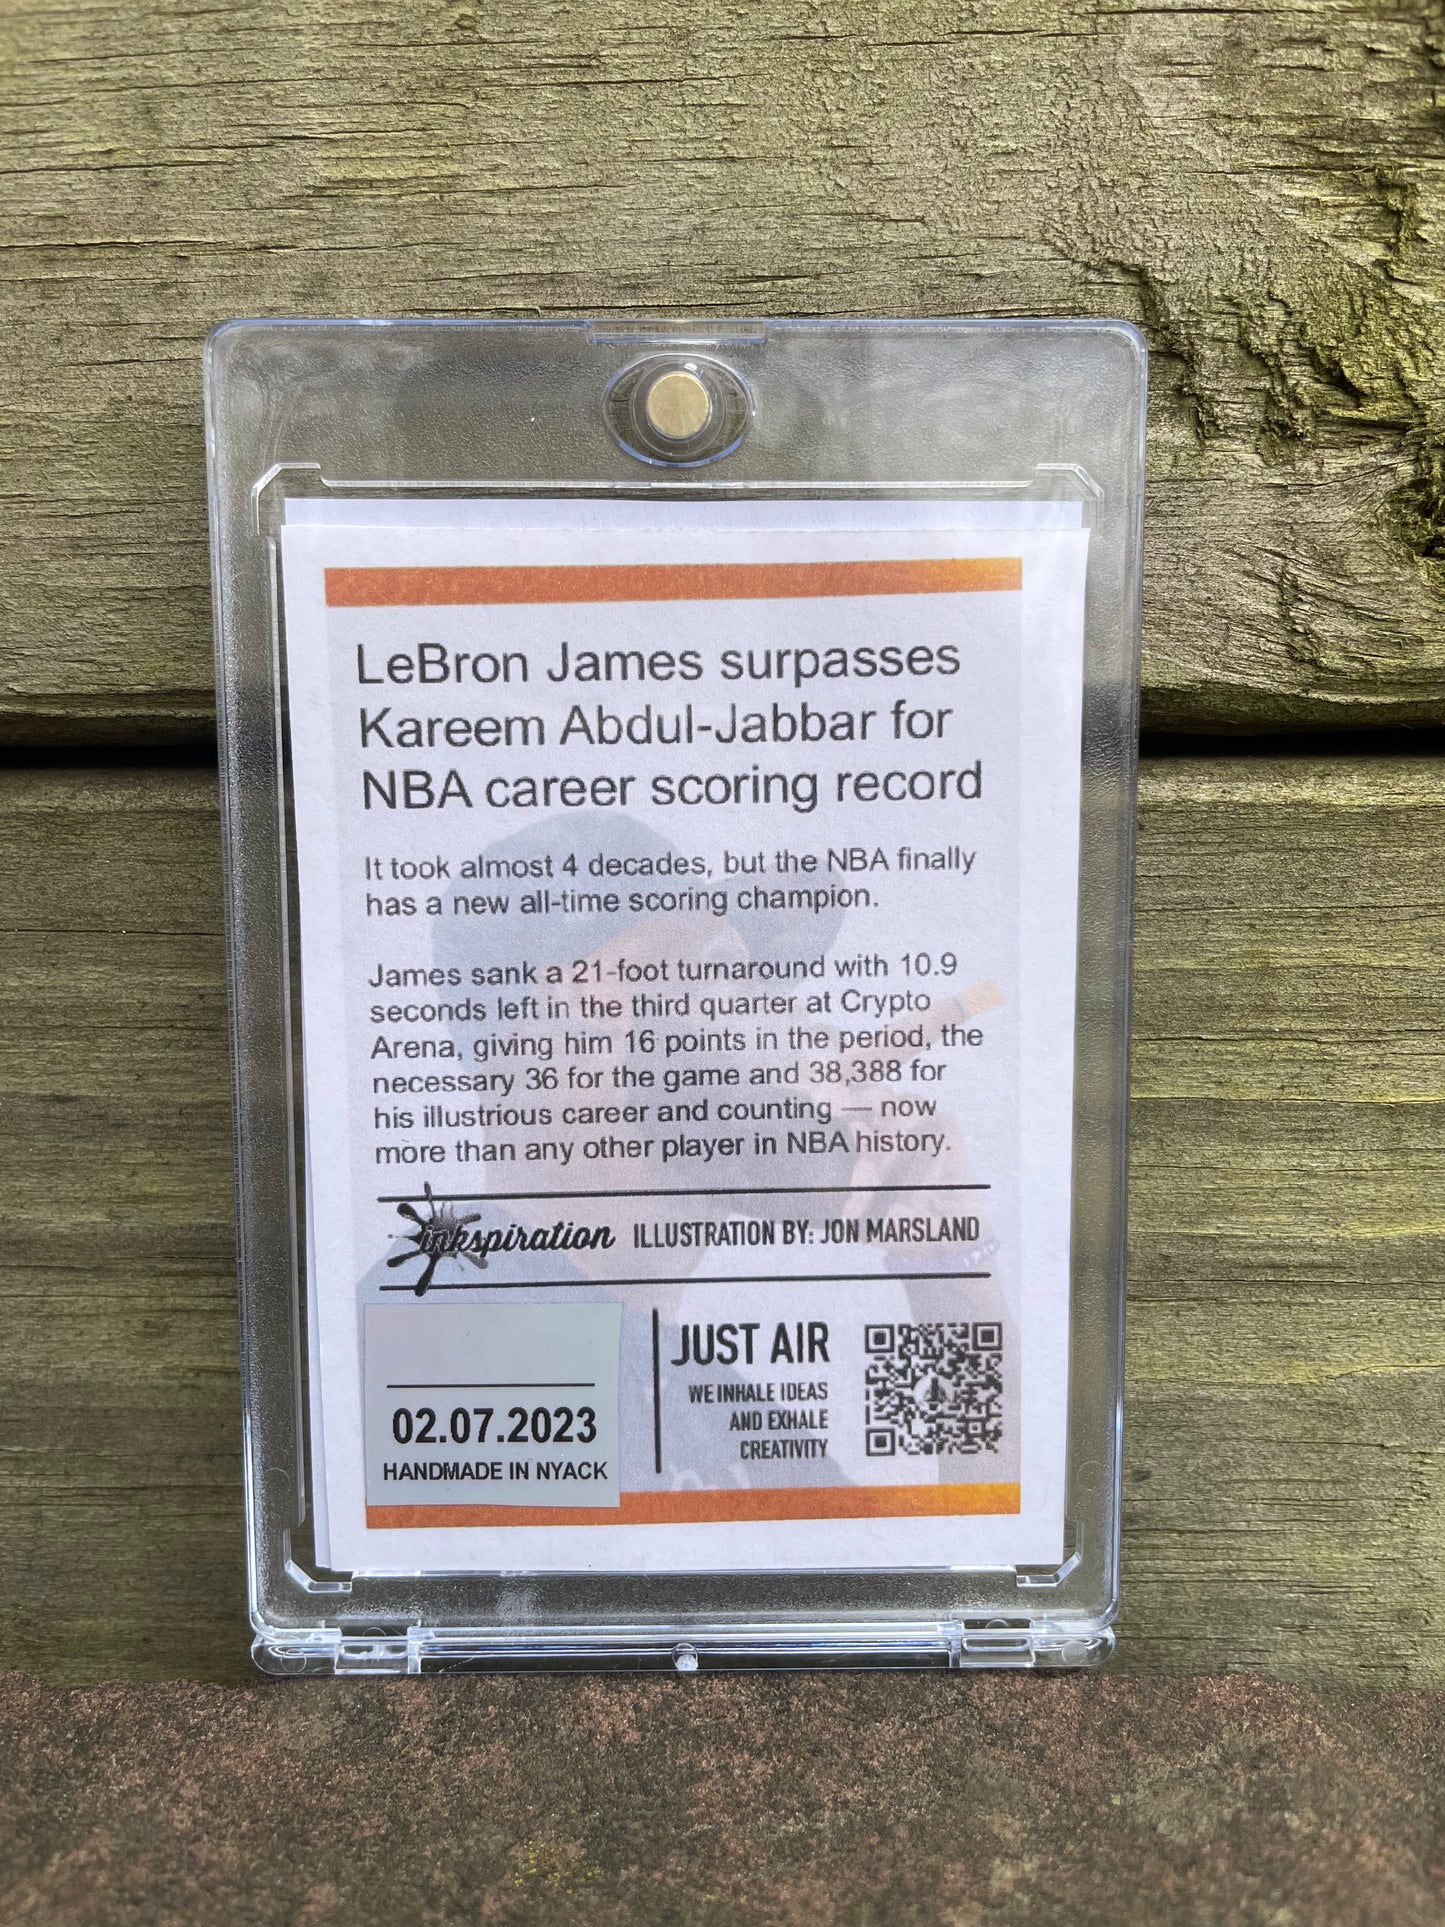 LeBron James surpasses
Kareem Abdul-Jabbar for
NBA career scoring record
It took almost 4 decades, but the NBA finally
has a new all-time scoring champion.
James sank a 21-foot turnaround with 10.9
seconds left in the third quarter at Crypto
Arena, giving him 16 points in the period, the
necessary 36 for the game and 38,388 for
his illustrious career and counting — now
more than any other player in NBA history.
inkspiration ILLUSTRATION BY: JON MARSLAND
02.07.2023
HANDMADE IN NYACK
JUST AIR
WE INHALE IDEAS
AND EXHALE
CREATIVITY